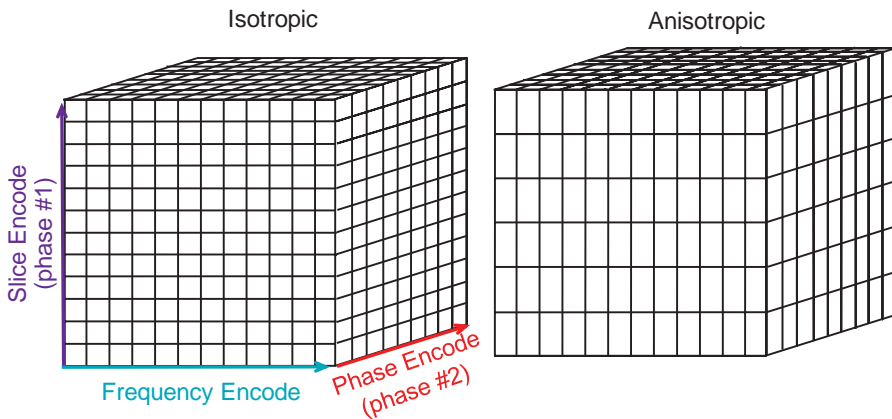 Isotropic
Anisotropic
Slice Encode
(phase #1)
Frequency Encode
Phase Encode
(phase #2)